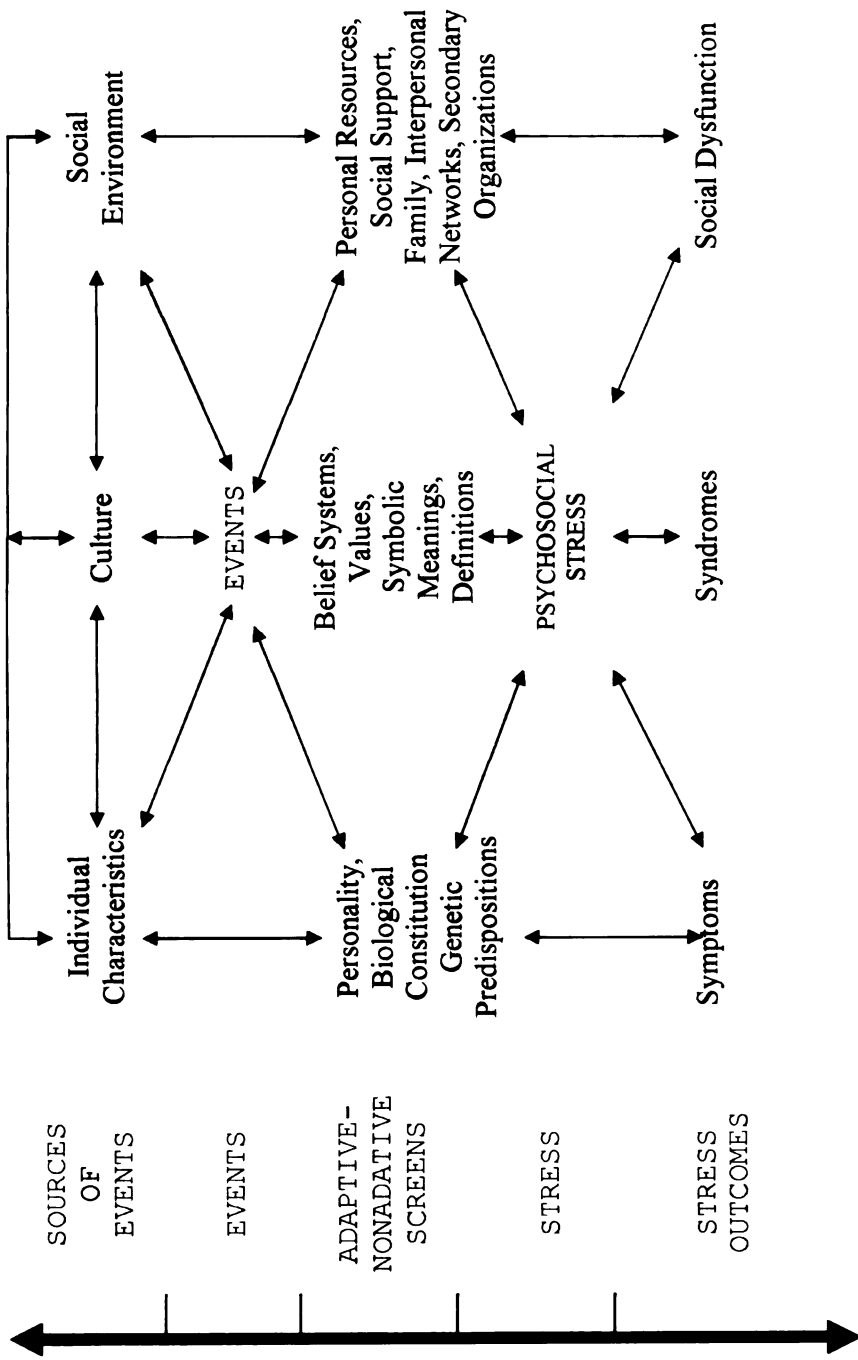 SOURCES
OF
EVENTS
Individual
Characteristics
Culture
Social
Environment
EVENTS
EVENTS
ADAPTIVE-
NONADATIVE
SCREENS
Personality,
Biological
Constitution
Genetic
Predispositions
Belief Systems,
Values,
Symbolic
Meanings,
Definitions
Personal Resources,
Social Support,
Family, Interpersonal
Networks, Secondary
Organizations
STRESS
PSYCHOSOCIAL
STRESS
STRESS
OUTCOMES
Symptoms
Syndromes
Social Dysfunction